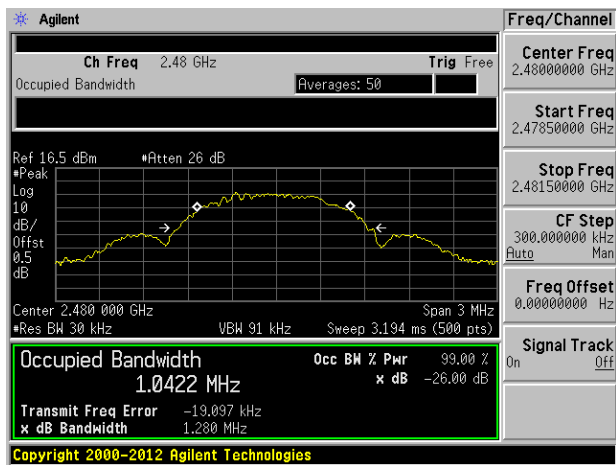 Agilent
Freq/Channel
Ch Freq 2.48 GHz Trig Free
Occupied Bandwidth Averages: 50
Center Freq
2.48000000 GHz
Start Freq
2.47850000 GHz
Stop Freq
2.48150000 GHz
CF Step
300.000000 kHz
Auto Man
Freq Offset
0.00000000 Hz
Signal Track
On Off
Ref 16.5 dBm #Atten 26 dB
#Peak
Log
10
dB/
Offst
0.5
dB
Center 2.480 000 GHz Span 3 MHz
#Res BW 30 kHz VBW 91 kHz Sweep 3.194 ms (500 pts)
Occupied Bandwidth Occ BW % Pwr 99.00 %
1.0422 MHz x dB -26.00 dB
Transmit Freq Error -19.097 kHz
x dB Bandwidth 1.280 MHz
Copyright 2000-2012 Agilent Technologies